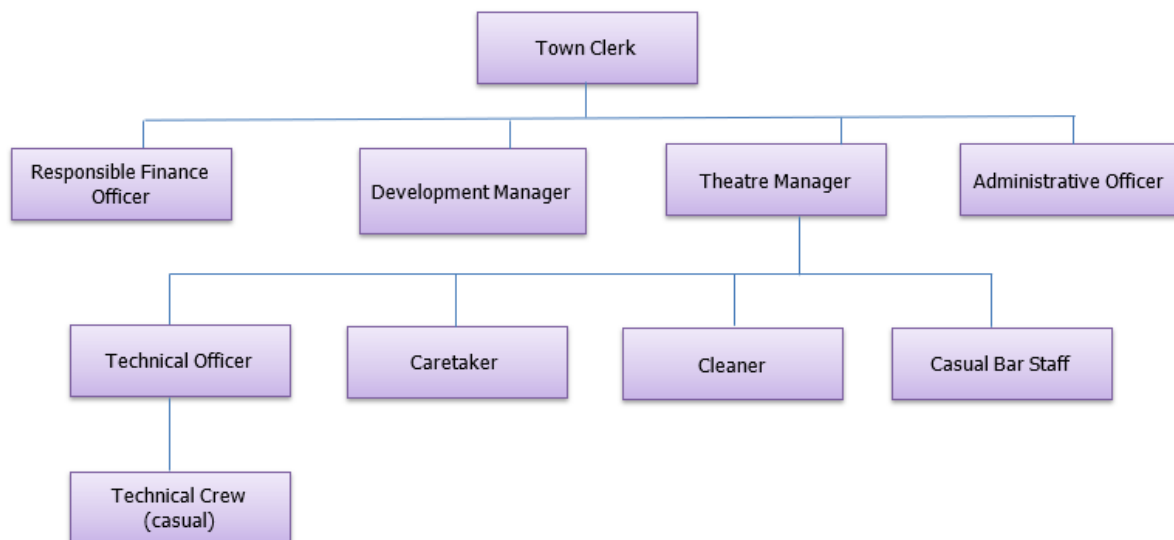 Town Clerk
Responsible Finance
Officer
Development Manager
Theatre Manager
Administrative Officer
Technical Officer
Caretaker
Cleaner
Casual Bar Staff
Technical Crew
(casual)